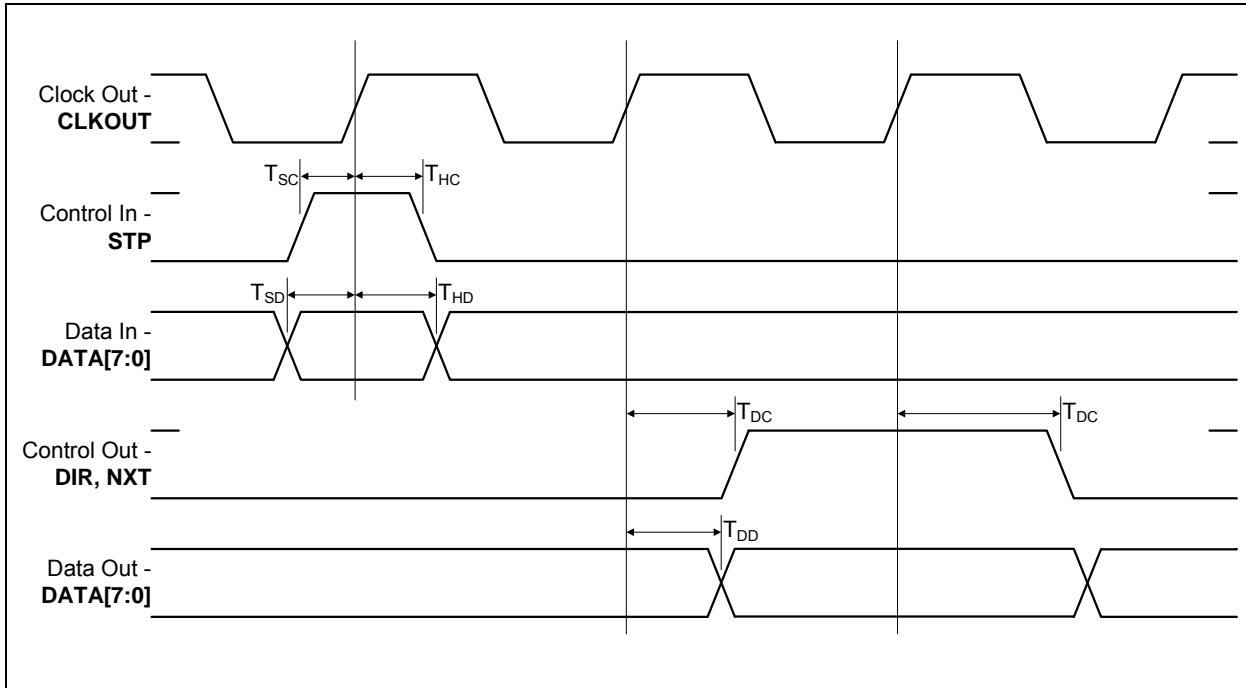 Clock Out -
CLKOUT
T_SC
T_HC
Control In -
STP
T_SD
T_HD
Data In -
DATA[7:0]
T_DC
T_DC
Control Out -
DIR, NXT
T_DD
Data Out -
DATA[7:0]